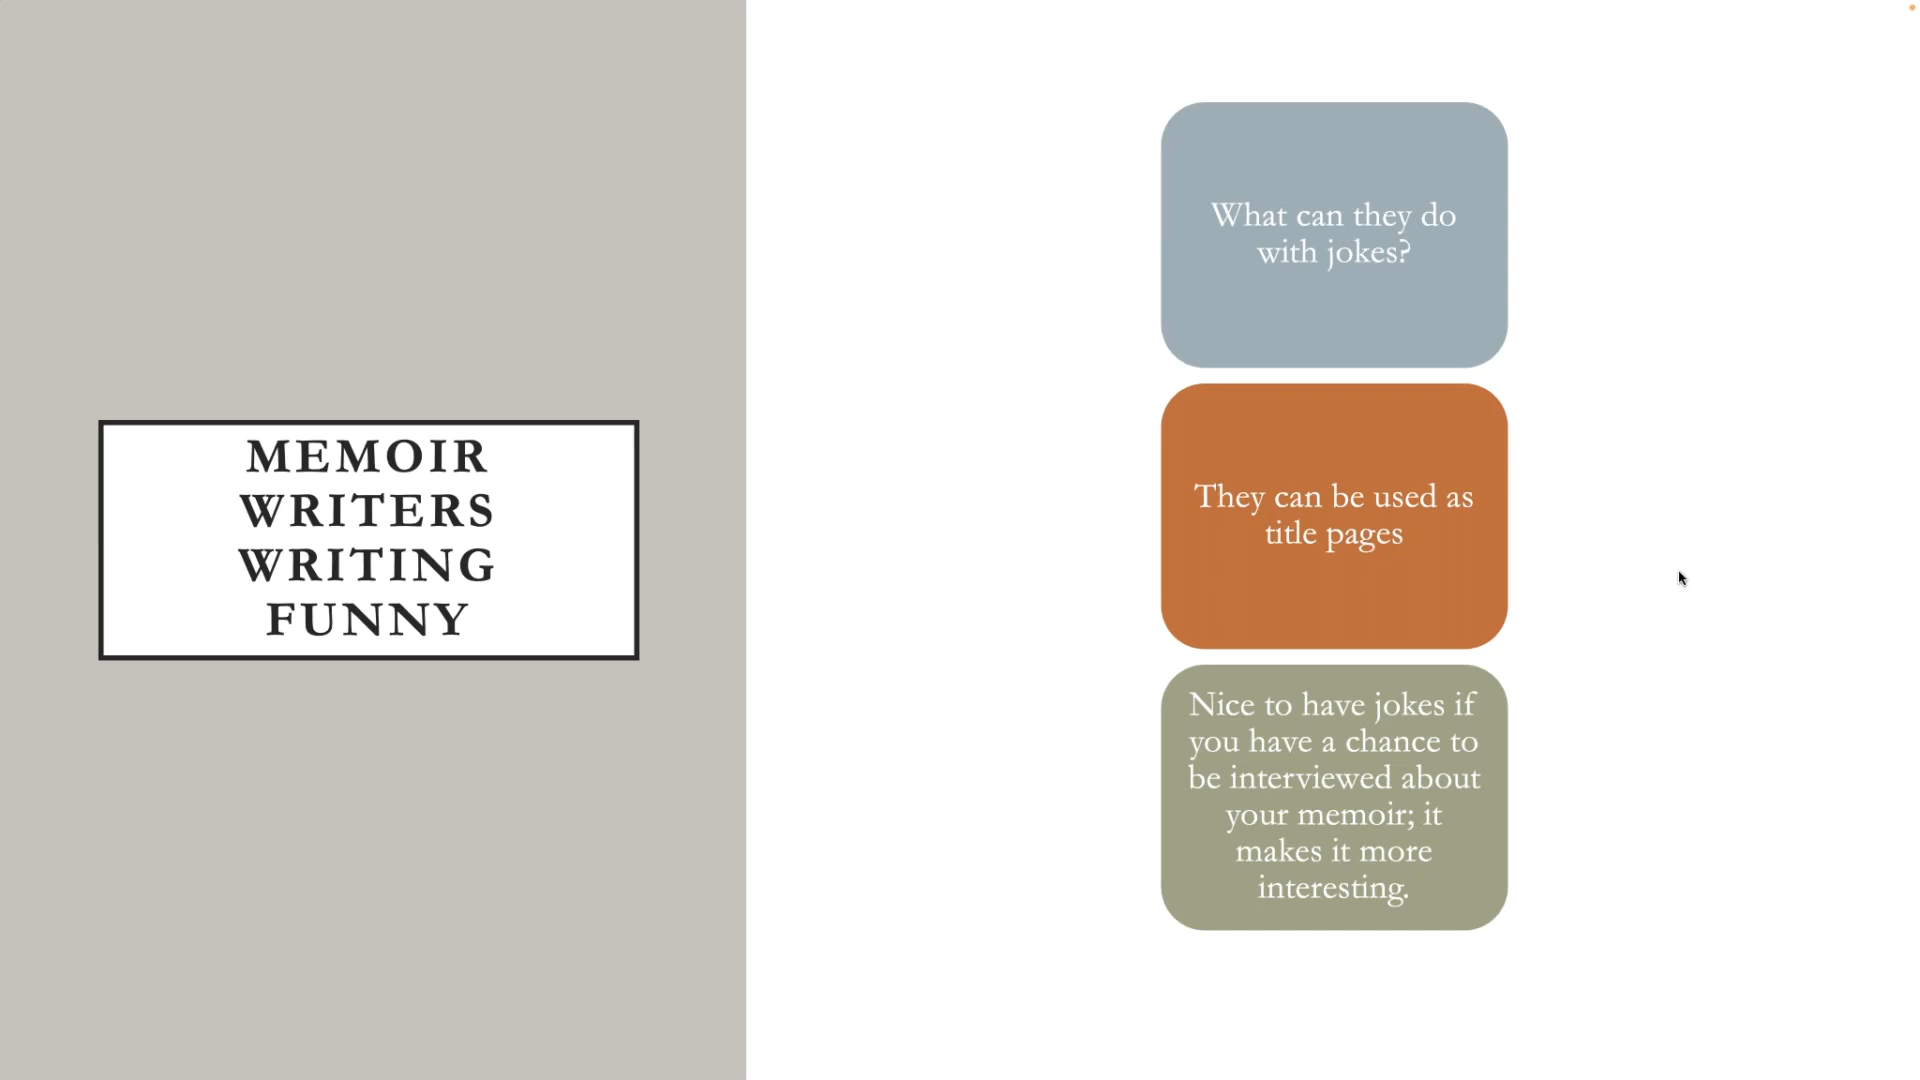 MEMOIR
WRITERS
WRITING
FUNNY
What can they do
with jokes?
They can be used as
title pages
Nice to have jokes if
you have a chance to
be interviewed about
your memoir; it
makes it more
interesting.